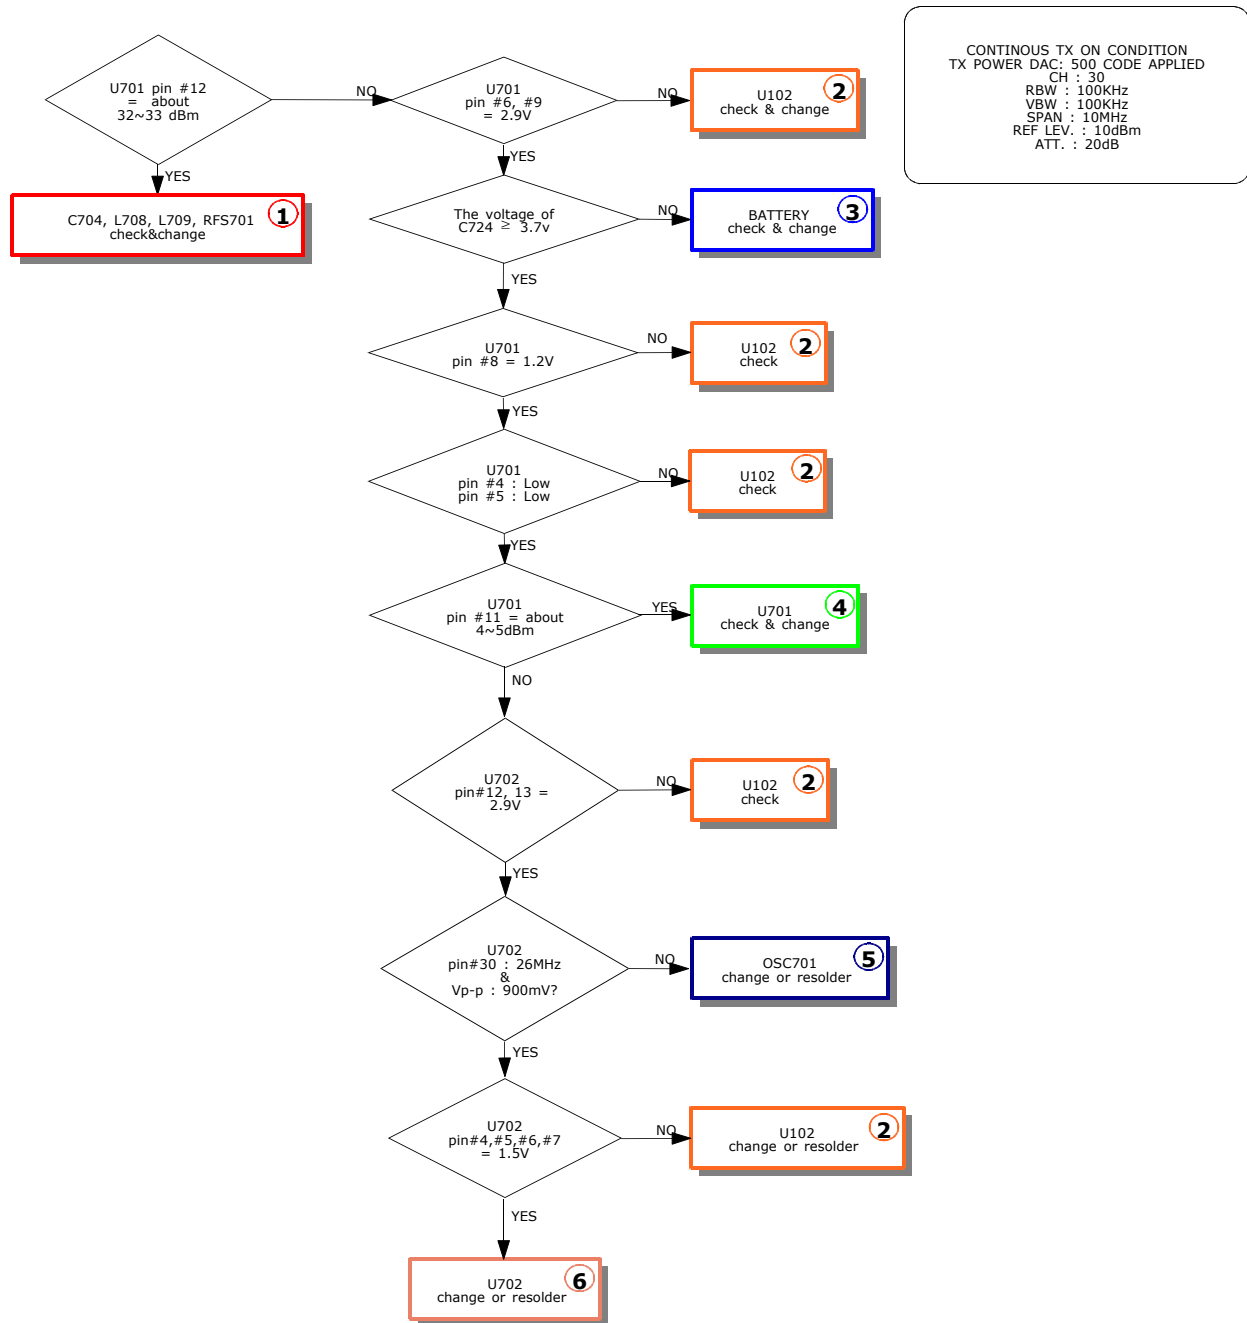 CONTINOUS TX ON CONDITION
TX POWER DAC: 500 CODE APPLIED
CH : 30
RBW : 100KHz
VBW : 100KHz
SPAN : 10MHz
REF LEV. : 10dBm
ATT. : 20dB
U701 pin #12
= about
32~33 dBm
NO
U701
pin #6, #9
= 2.9V
NO
U102
check & change
2
YES
YES
C704, L708, L709, RFS701
check&change
1
The voltage of
C724 ≥ 3.7v
NO
BATTERY
check & change
3
YES
U701
pin #8 = 1.2V
NO
U102
check
2
YES
U701
pin #4 : Low
pin #5 : Low
NO
U102
check
2
YES
U701
pin #11 = about
4~5dBm
YES
U701
check & change
4
NO
U702
pin#12, 13 =
2.9V
NO
U102
check
2
YES
U702
pin#30 : 26MHz
&
Vp-p : 900mV?
NO
OSC701
change or resolder
5
YES
U702
pin#4,#5,#6,#7
= 1.5V
NO
U102
change or resolder
2
YES
U702
change or resolder
6